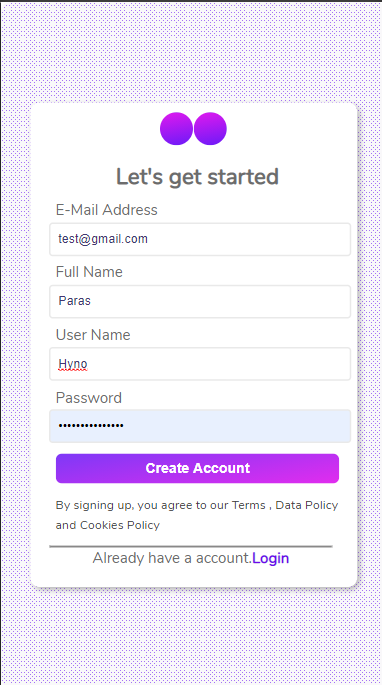 Let's get started
E-Mail Address
test@gmail.com
Full Name
Paras
User Name
Hyno
Password
•••••••••••••••
Create Account
By signing up, you agree to our Terms , Data Policy
and Cookies Policy
Already have a account.Login